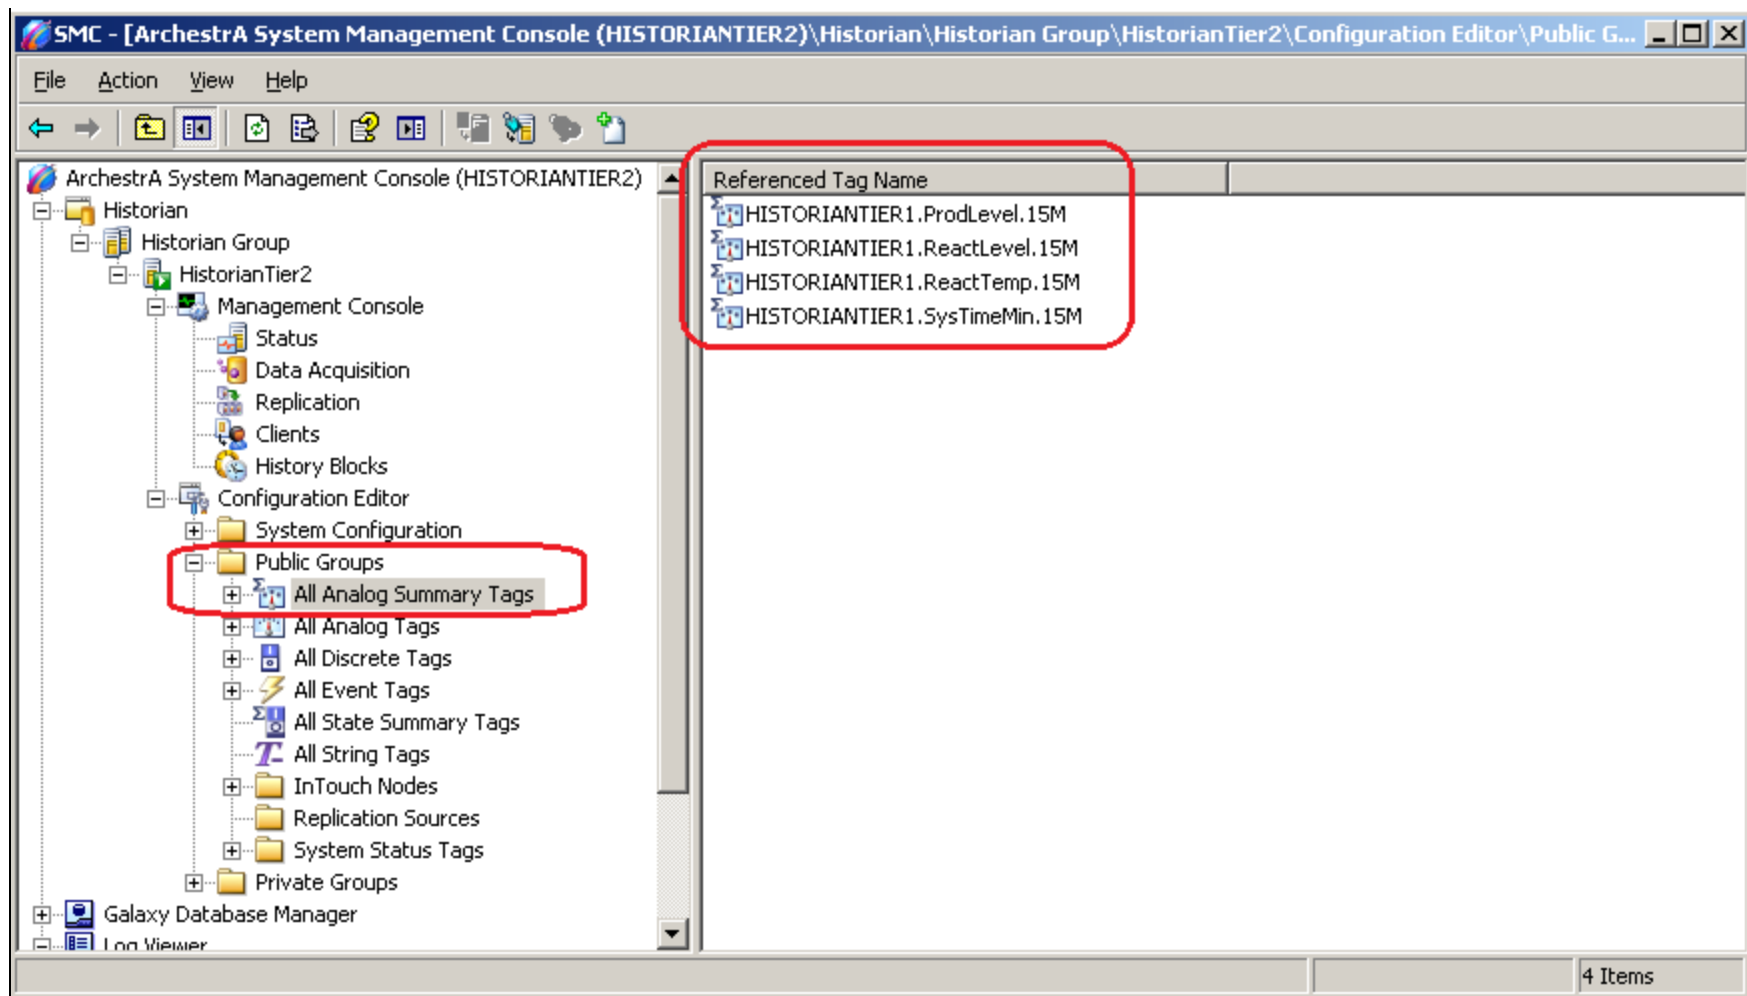 SMC - [ArchestrA System Management Console (HISTORIANTIER2)\Historian\Historian Group\HistorianTier2\Configuration Editor\Public G...
File Action View Help
ArchestrA System Management Console (HISTORIANTIER2)
Historian
Historian Group
HistorianTier2
Management Console
Status
Data Acquisition
Replication
Clients
History Blocks
Configuration Editor
System Configuration
Public Groups
All Analog Summary Tags
All Analog Tags
All Discrete Tags
All Event Tags
All State Summary Tags
All String Tags
InTouch Nodes
Replication Sources
System Status Tags
Private Groups
Galaxy Database Manager
Log Viewer
Referenced Tag Name
HISTORIANTIER1.ProdLevel.15M
HISTORIANTIER1.ReactLevel.15M
HISTORIANTIER1.ReactTemp.15M
HISTORIANTIER1.SysTimeMin.15M
4 Items